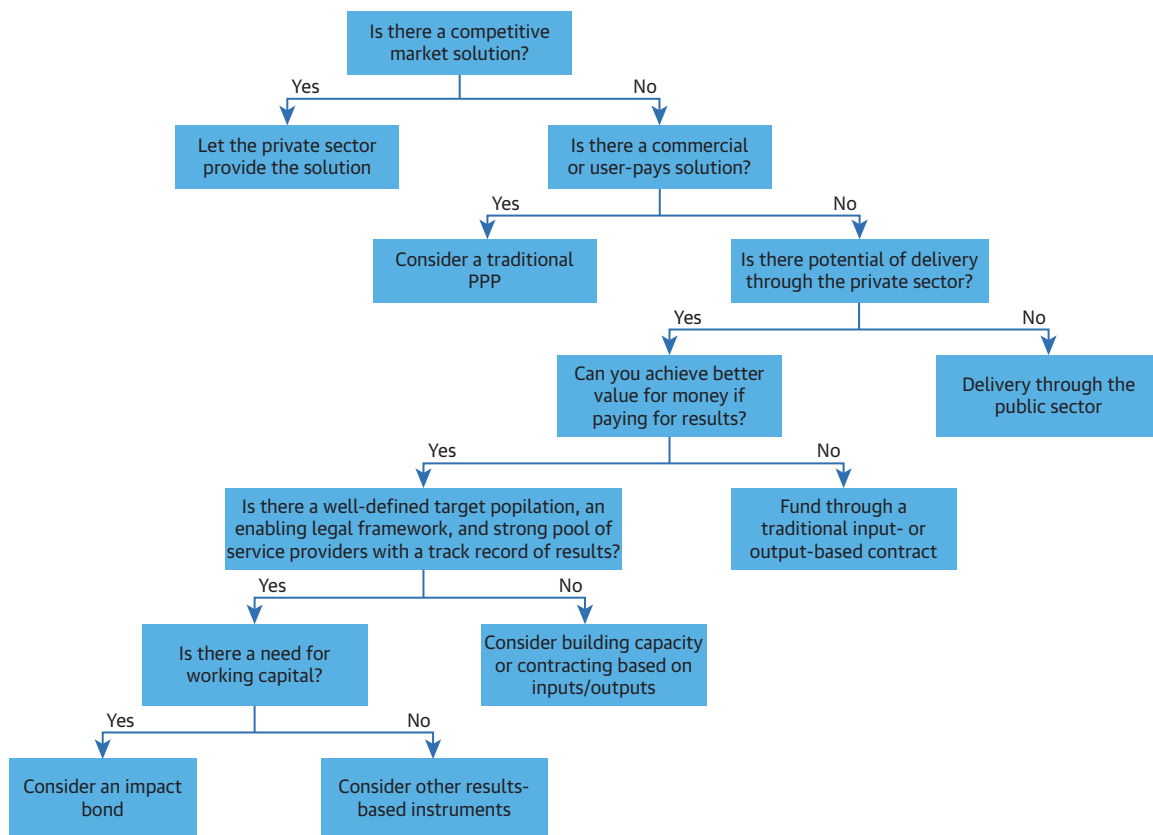 Is there a competitive
market solution?
Yes
No
Let the private sector
provide the solution
Is there a commercial
or user-pays solution?
Yes
No
Consider a traditional
PPP
Is there potential of delivery
through the private sector?
Yes
No
Can you achieve better
value for money if
paying for results?
Delivery through the
public sector
Yes
No
Is there a well-defined target popilation, an
enabling legal framework, and strong pool of
service providers with a track record of results?
Fund through a
traditional input- or
output-based contract
Yes
No
Is there a need for
working capital?
Consider building capacity
or contracting based on
inputs/outputs
Yes
No
Consider an impact
bond
Consider other results-
based instruments